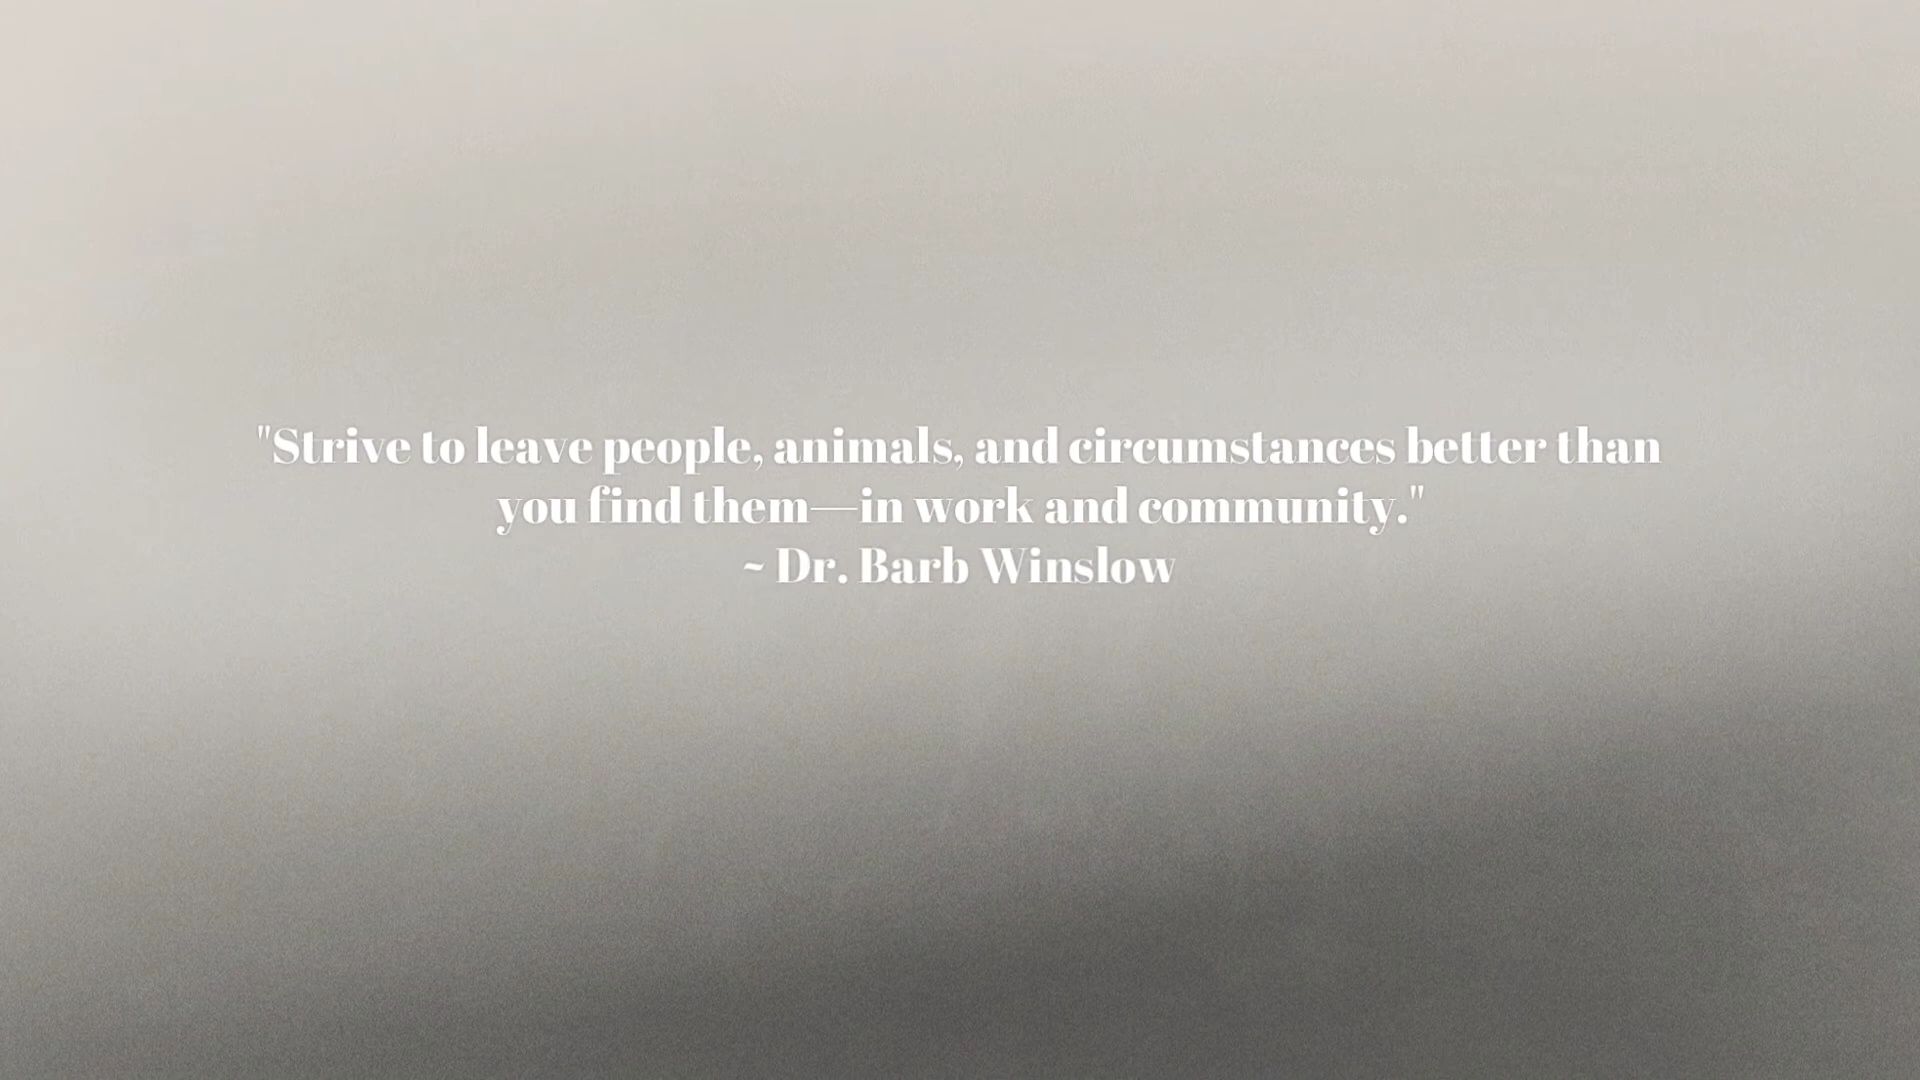 "Strive to leave people, animals, and circumstances better than
you find them—in work and community."
~ Dr. Barb Winslow